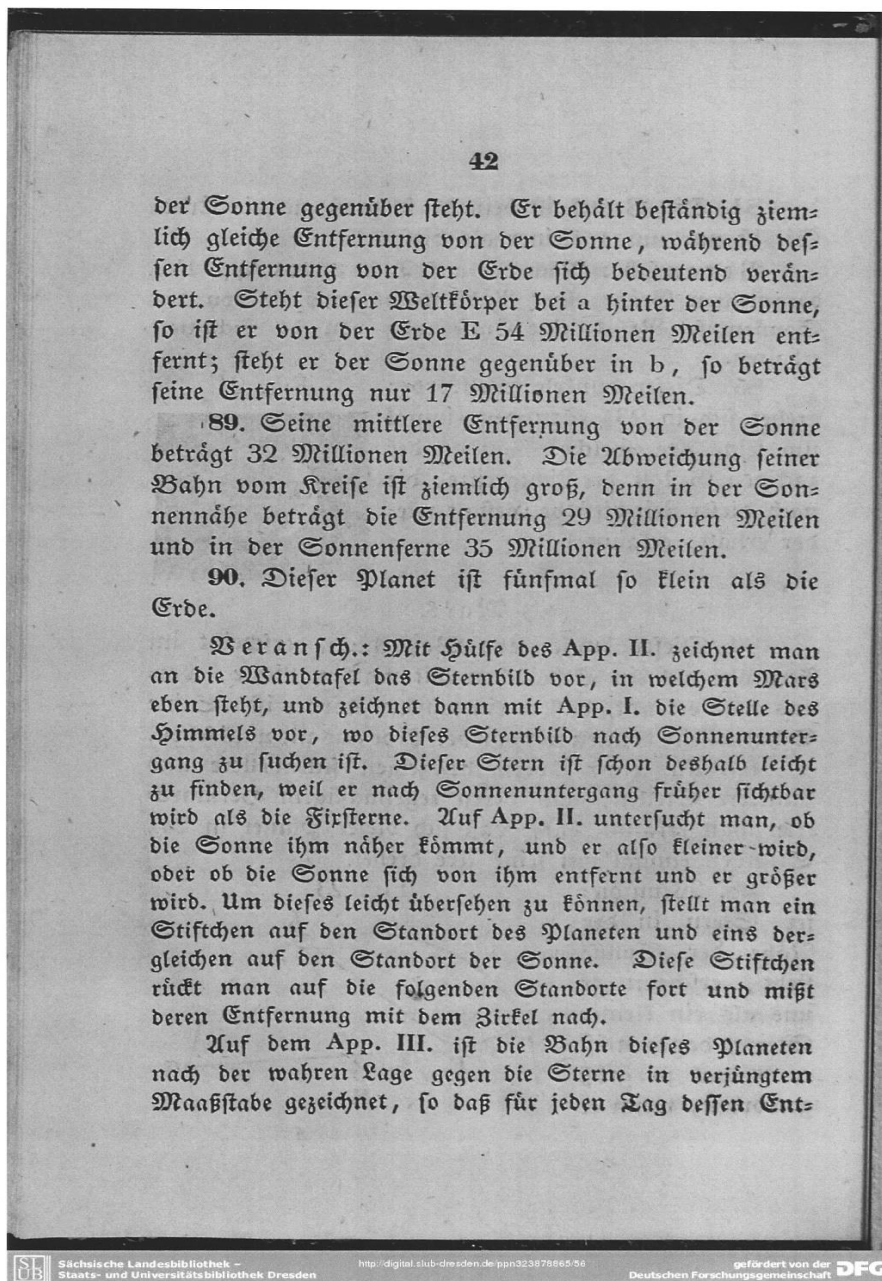 42
der Sonne gegenüber ſteht. Er behält beſtändig ziem⸗
lich gleiche Entfernung von der Sonne, während deſ⸗
ſen Entfernung von der Erde ſich bedeutend verän⸗
dert. Steht dieſer Weltkörper bei a hinter der Sonne,
ſo iſt er von der Erde E 54 Millionen Meilen ent⸗
fernt; ſteht er der Sonne gegenüber in b, ſo beträgt
ſeine Entfernung nur 17 Millionen Meilen.
89. Seine mittlere Entfernung von der Sonne
beträgt 32 Millionen Meilen. Die Abweichung ſeiner
Bahn vom Kreiſe iſt ziemlich groß, denn in der Son⸗
nennähe beträgt die Entfernung 29 Millionen Meilen
und in der Sonnenferne 35 Millionen Meilen.
90. Dieſer Planet iſt fünfmal ſo klein als die
Erde.
Veranſch.: Mit Hülfe des App. II. zeichnet man
an die Wandtafel das Sternbild vor, in welchem Mars
eben ſteht, und zeichnet dann mit App. I. die Stelle des
Himmels vor, wo dieſes Sternbild nach Sonnenunter⸗
gang zu ſuchen iſt. Dieſer Stern iſt ſchon deshalb leicht
zu finden, weil er nach Sonnenuntergang früher ſichtbar
wird als die Fixſterne. Auf App. II. unterſucht man, ob
die Sonne ihm näher kömmt, und er alſo kleiner wird,
oder ob die Sonne ſich von ihm entfernt und er größer
wird. Um dieſes leicht überſehen zu können, ſtellt man ein
Stiftchen auf den Standort des Planeten und eins der⸗
gleichen auf den Standort der Sonne. Dieſe Stiftchen
rückt man auf die folgenden Standorte fort und mißt
deren Entfernung mit dem Zirkel nach.
Auf dem App. III. iſt die Bahn dieſes Planeten
nach der wahren Lage gegen die Sterne in verjüngtem
Maaßſtabe gezeichnet, ſo daß für jeden Tag deſſen Ent⸗
SLUB
Sächsische Landesbibliothek –
Staats- und Universitätsbibliothek Dresden
http://digital.slub-dresden.de/ppn323878865/56
gefördert von der
Deutschen Forschungsgemeinschaft
DFG